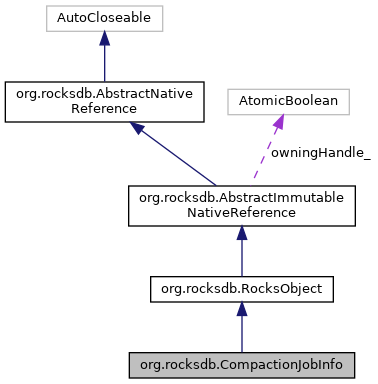 AutoCloseable
org.rocksdb.AbstractNative
Reference
AtomicBoolean
owningHandle_
org.rocksdb.AbstractImmutable
NativeReference
org.rocksdb.RocksObject
org.rocksdb.CompactionJobInfo